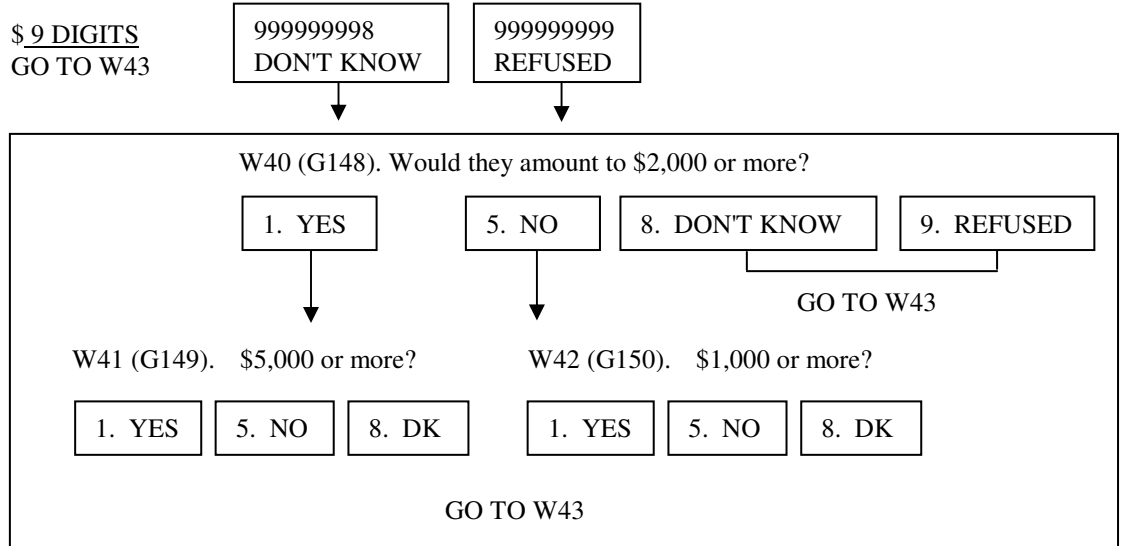 $ 9 DIGITS
GO TO W43
999999998
DON'T KNOW
999999999
REFUSED
W40 (G148). Would they amount to $2,000 or more?
1. YES
5. NO
8. DON'T KNOW
9. REFUSED
GO TO W43
W41 (G149). $5,000 or more?
W42 (G150). $1,000 or more?
1. YES
5. NO
8. DK
1. YES
5. NO
8. DK
GO TO W43